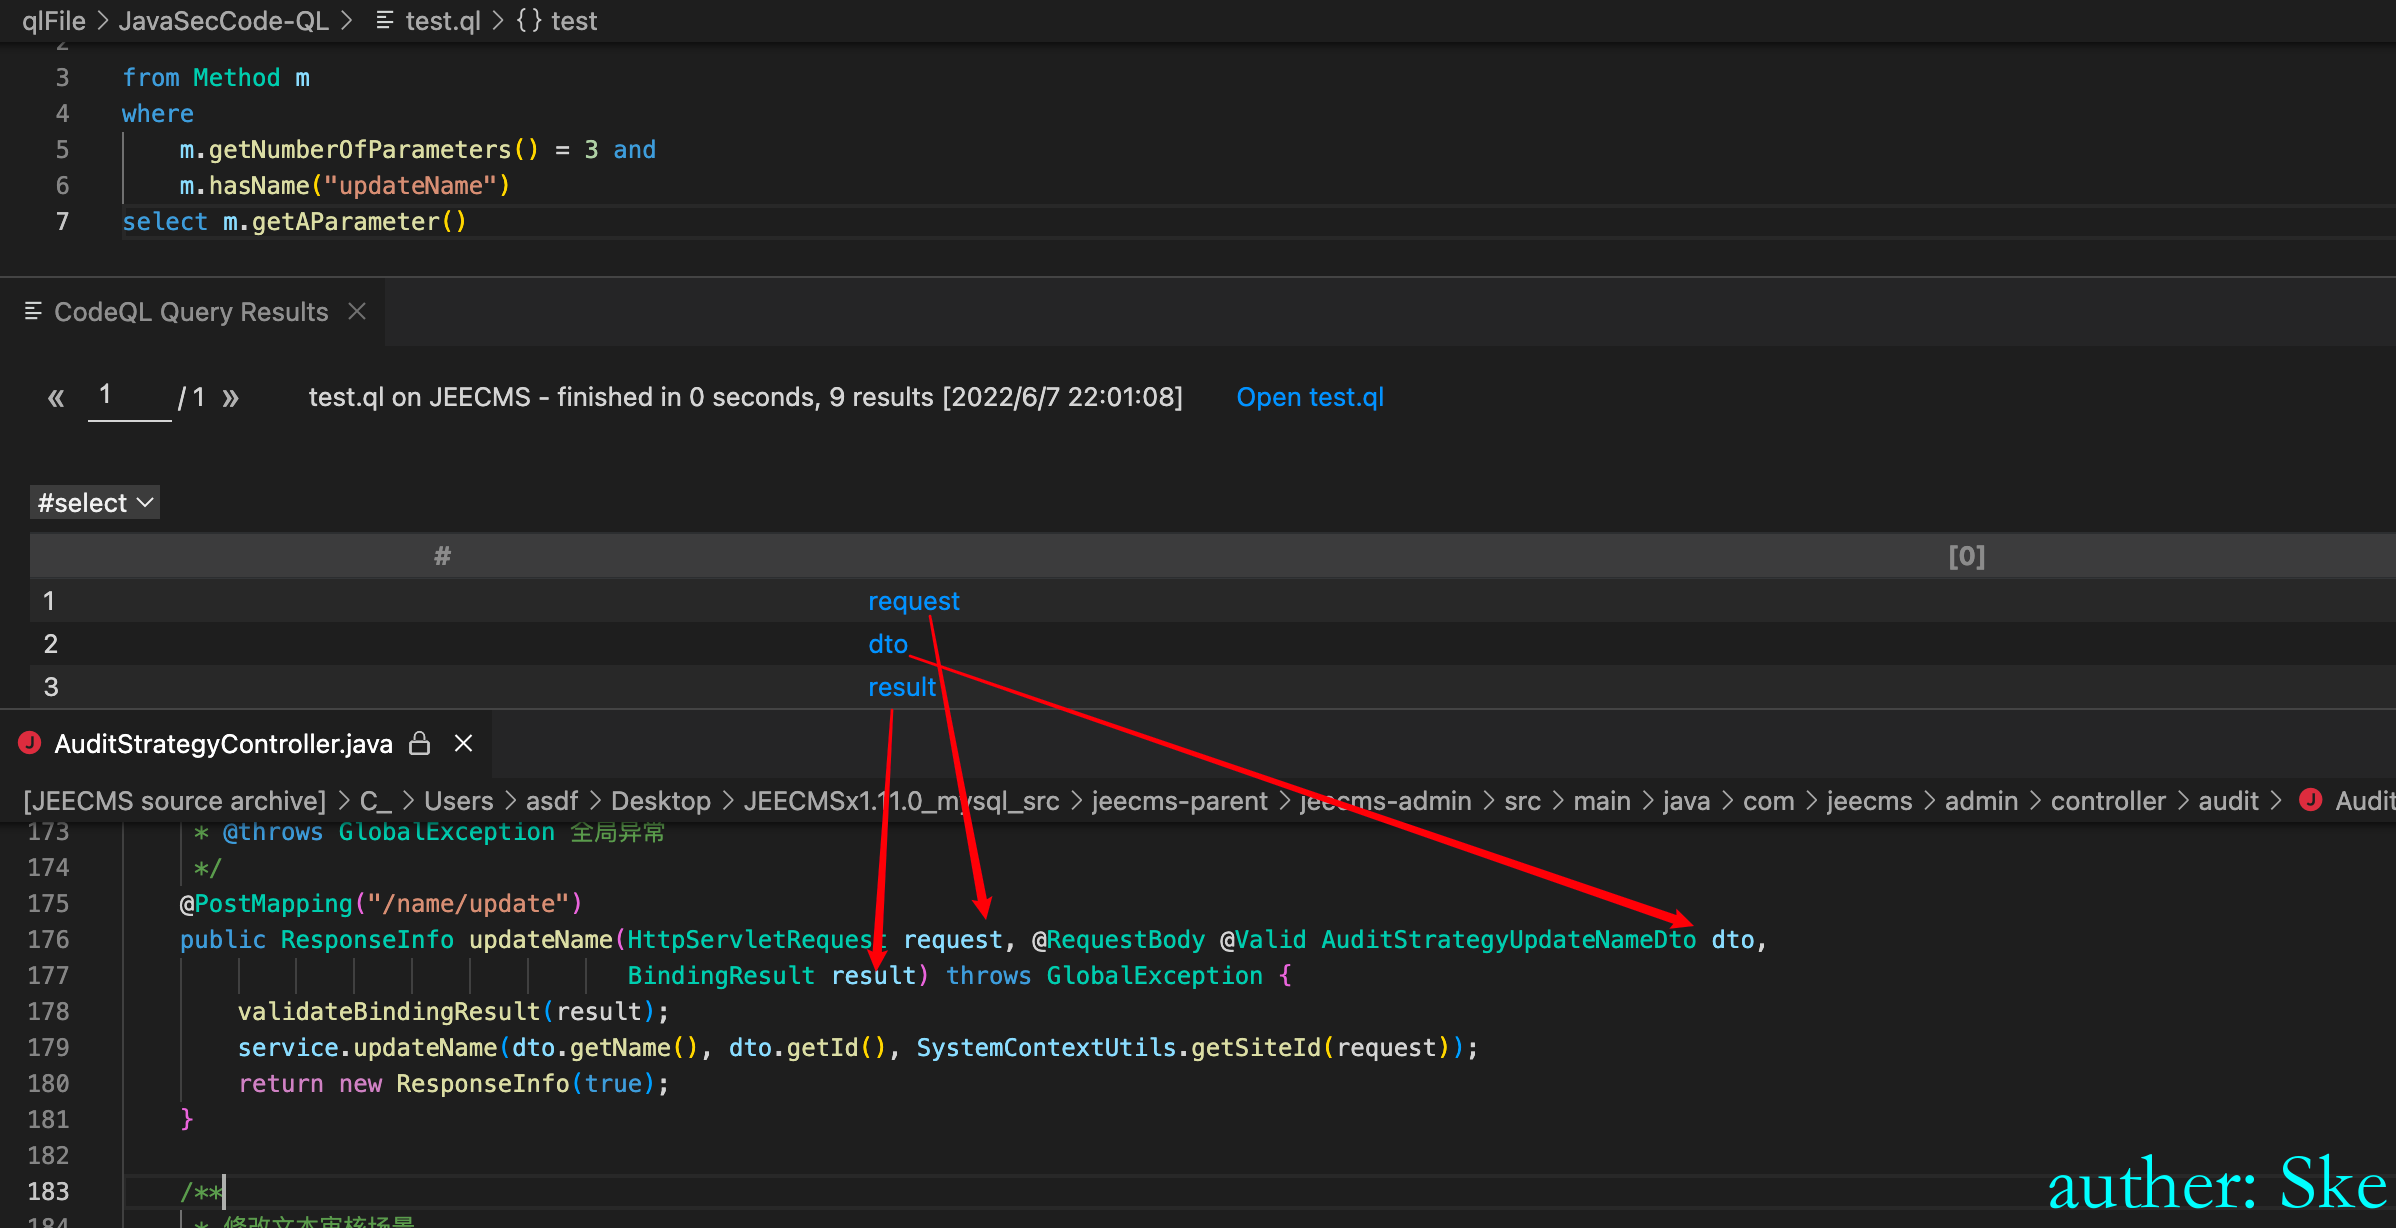 qlFile > JavaSecCode-QL > test.ql > {} test
2
3 from Method m
4 where
5 m.getNumberOfParameters() = 3 and
6 m.hasName("updateName")
7 select m.getAParameter()
CodeQL Query Results
« 1 / 1 » test.ql on JEECMS - finished in 0 seconds, 9 results [2022/6/7 22:01:08] Open test.ql
#select
# [0]
1 request
2 dto
3 result
AuditStrategyController.java
[JEECMS source archive] > C_ > Users > asdf > Desktop > JEECMSx1.11.0_mysql_src > jeecms-parent > jeecms-admin > src > main > java > com > jeecms > admin > controller > audit > Audit
173 * @throws GlobalException 全局异常
174 */
175 @PostMapping("/name/update")
176 public ResponseInfo updateName(HttpServletRequest request, @RequestBody @Valid AuditStrategyUpdateNameDto dto,
177 BindingResult result) throws GlobalException {
178 validateBindingResult(result);
179 service.updateName(dto.getName(), dto.getId(), SystemContextUtils.getSiteId(request));
180 return new ResponseInfo(true);
181 }
182
183 /**
184 * 修改文本审核场景
auther: Ske